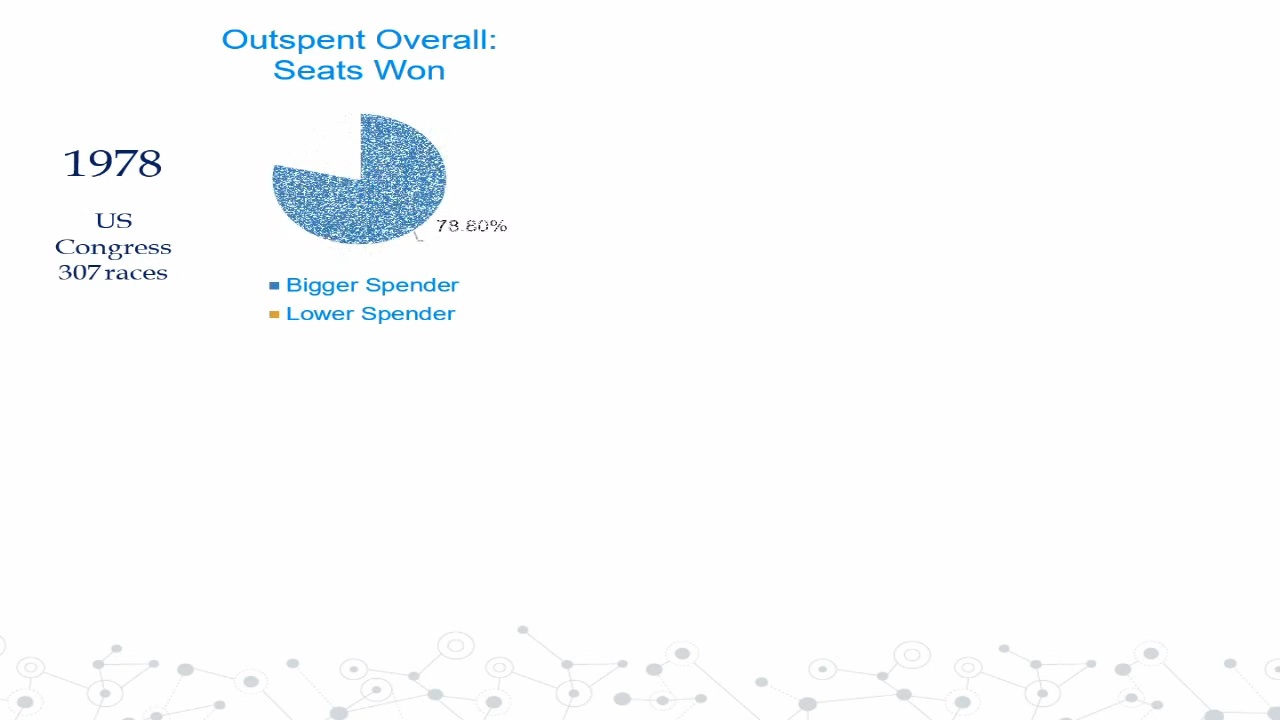 Outspent Overall:
Seats Won
1978
US
Congress
307 races
78.80%
Bigger Spender
Lower Spender